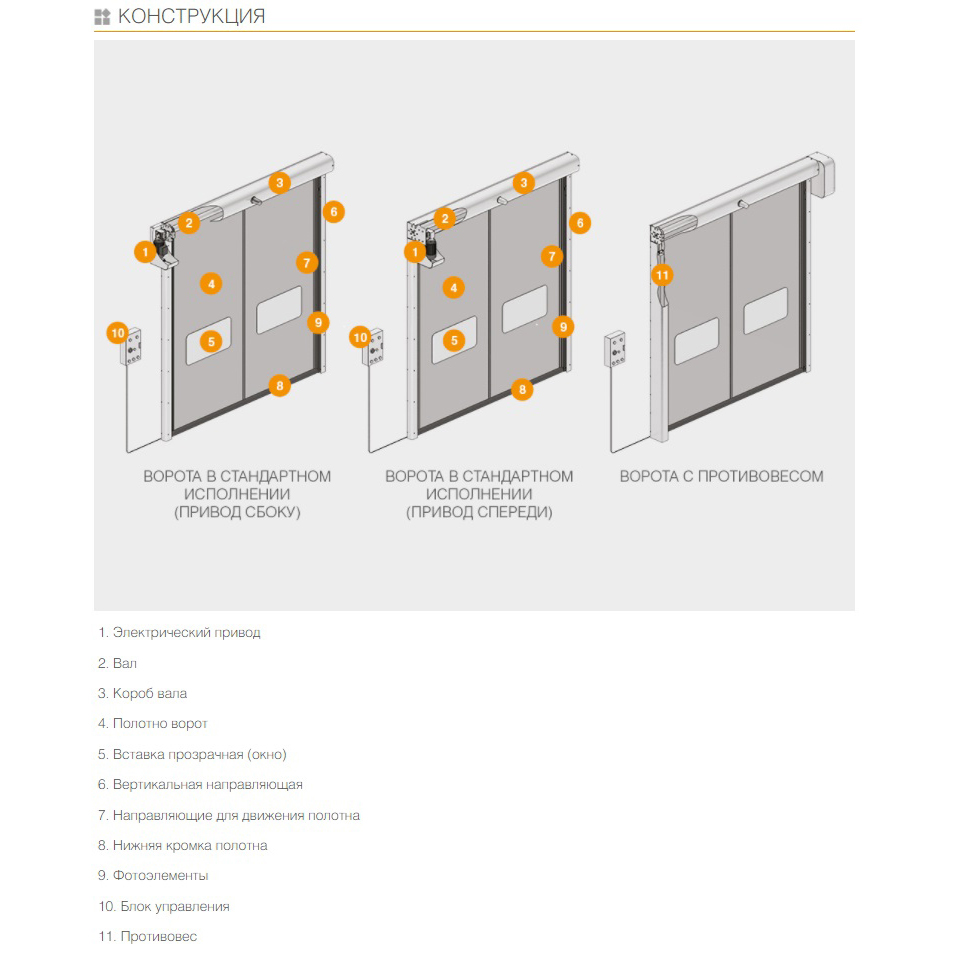 КОНСТРУКЦИЯ
3
2
6
1
7
4
9
10
5
8
3
2
6
1
7
4
9
10
5
8
11
ВОРОТА В СТАНДАРТНОМ
ИСПОЛНЕНИИ
(ПРИВОД СБОКУ)
ВОРОТА В СТАНДАРТНОМ
ИСПОЛНЕНИИ
(ПРИВОД СПЕРЕДИ)
ВОРОТА С ПРОТИВОВЕСОМ
1. Электрический привод
2. Вал
3. Короб вала
4. Полотно ворот
5. Вставка прозрачная (окно)
6. Вертикальная направляющая
7. Направляющие для движения полотна
8. Нижняя кромка полотна
9. Фотоэлементы
10. Блок управления
11. Противовес